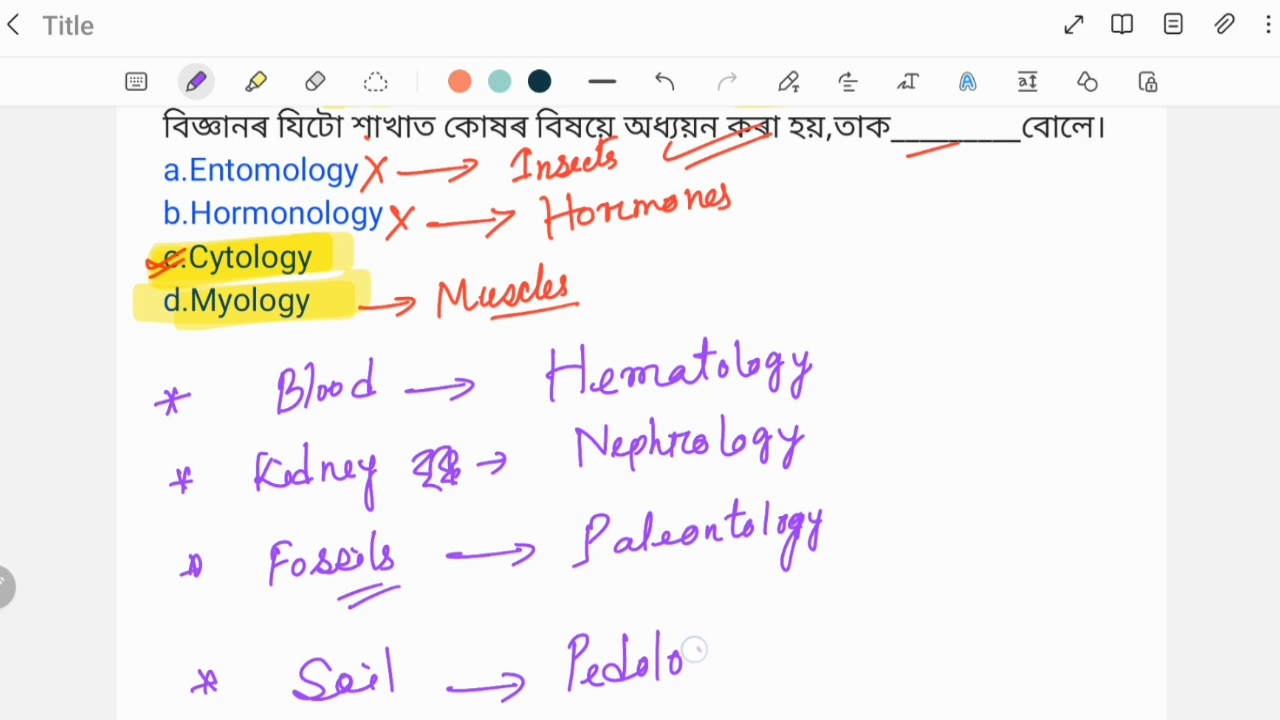 Title
বিজ্ঞানৰ যিটো শাখাত কোষৰ বিষয়ে অধ্যয়ন কৰা হয়,তাক_________বোলে।
a.Entomology X → Insects
b.Hormonology X → Hormones
c.Cytology
d.Myology → Muscles
* Blood → Hematology
* Kidney → Nephrology
* Fossils → Paleontology
* Soil → Pedolo